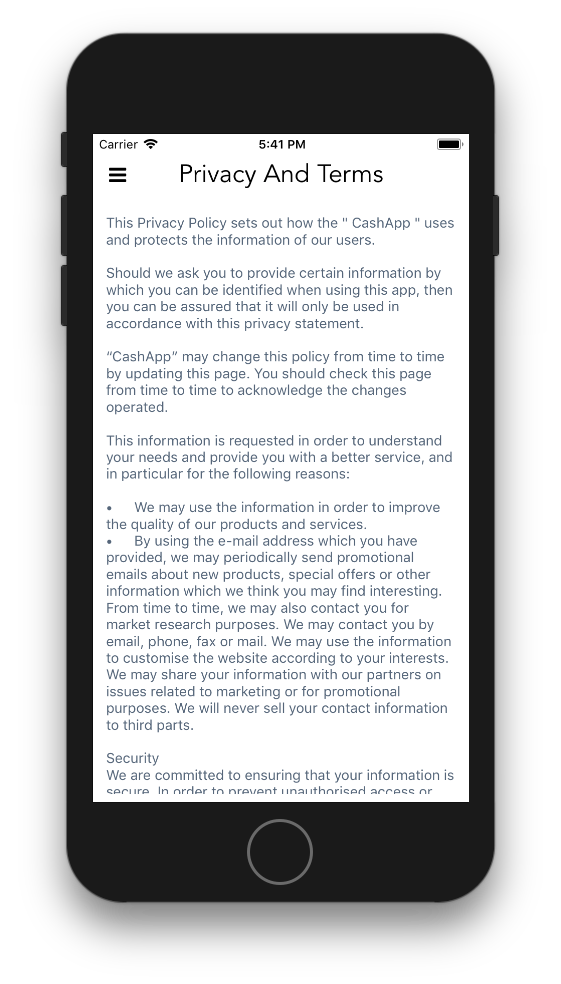 Carrier 5:41 PM
Privacy And Terms
This Privacy Policy sets out how the " CashApp " uses
and protects the information of our users.
Should we ask you to provide certain information by
which you can be identified when using this app, then
you can be assured that it will only be used in
accordance with this privacy statement.
“CashApp” may change this policy from time to time
by updating this page. You should check this page
from time to time to acknowledge the changes
operated.
This information is requested in order to understand
your needs and provide you with a better service, and
in particular for the following reasons:
• We may use the information in order to improve
the quality of our products and services.
• By using the e-mail address which you have
provided, we may periodically send promotional
emails about new products, special offers or other
information which we think you may find interesting.
From time to time, we may also contact you for
market research purposes. We may contact you by
email, phone, fax or mail. We may use the information
to customise the website according to your interests.
We may share your information with our partners on
issues related to marketing or for promotional
purposes. We will never sell your contact information
to third parts.
Security
We are committed to ensuring that your information is
secure. In order to prevent unauthorised access or